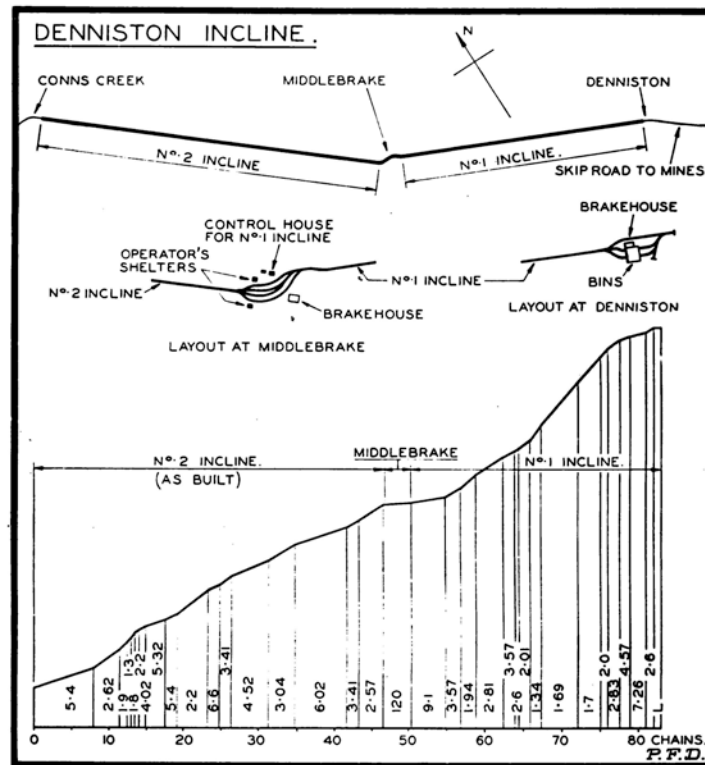 DENNISTON INCLINE.
N
CONNS CREEK
MIDDLEBRAKE
DENNISTON
Nº·2 INCLINE
Nº·1 INCLINE.
SKIP ROAD TO MINES
BRAKEHOUSE
CONTROL HOUSE
FOR Nº·1 INCLINE
OPERATOR'S
SHELTERS
Nº·2 INCLINE
Nº·1 INCLINE
BINS
BRAKEHOUSE
LAYOUT AT DENNISTON
LAYOUT AT MIDDLEBRAKE
Nº·2 INCLINE.
(AS BUILT)
MIDDLEBRAKE
Nº·1 INCLINE.
5·4
2·62
1·9
1·3
1·8
2·2
4·02
5·32
5·4
2·2
6·6
3·41
4·52
3·04
6·02
3·41
2·57
120
9·1
3·57
1·94
2·81
3·57
2·6
2·01
1·34
1·69
1·7
2·0
2·83
4·57
7·26
2·6
L
0 10 20 30 40 50 60 70 80 CHAINS.
P.F.D.